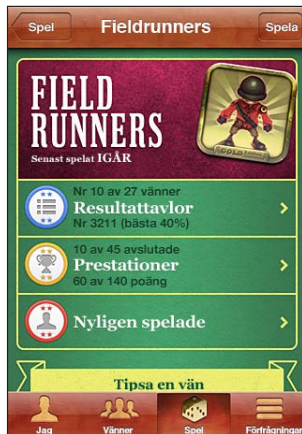 Spel Fieldrunners Spela
FIELD
RUNNERS
Senast spelat IGÅR
GOLD
Nr 10 av 27 vänner
Resultattavlor
Nr 3211 (bästa 40%)
10 av 45 avslutade
Prestationer
60 av 140 poäng
Nyligen spelade
Tipsa en vän
Jag Vänner Spel Förfrågningar